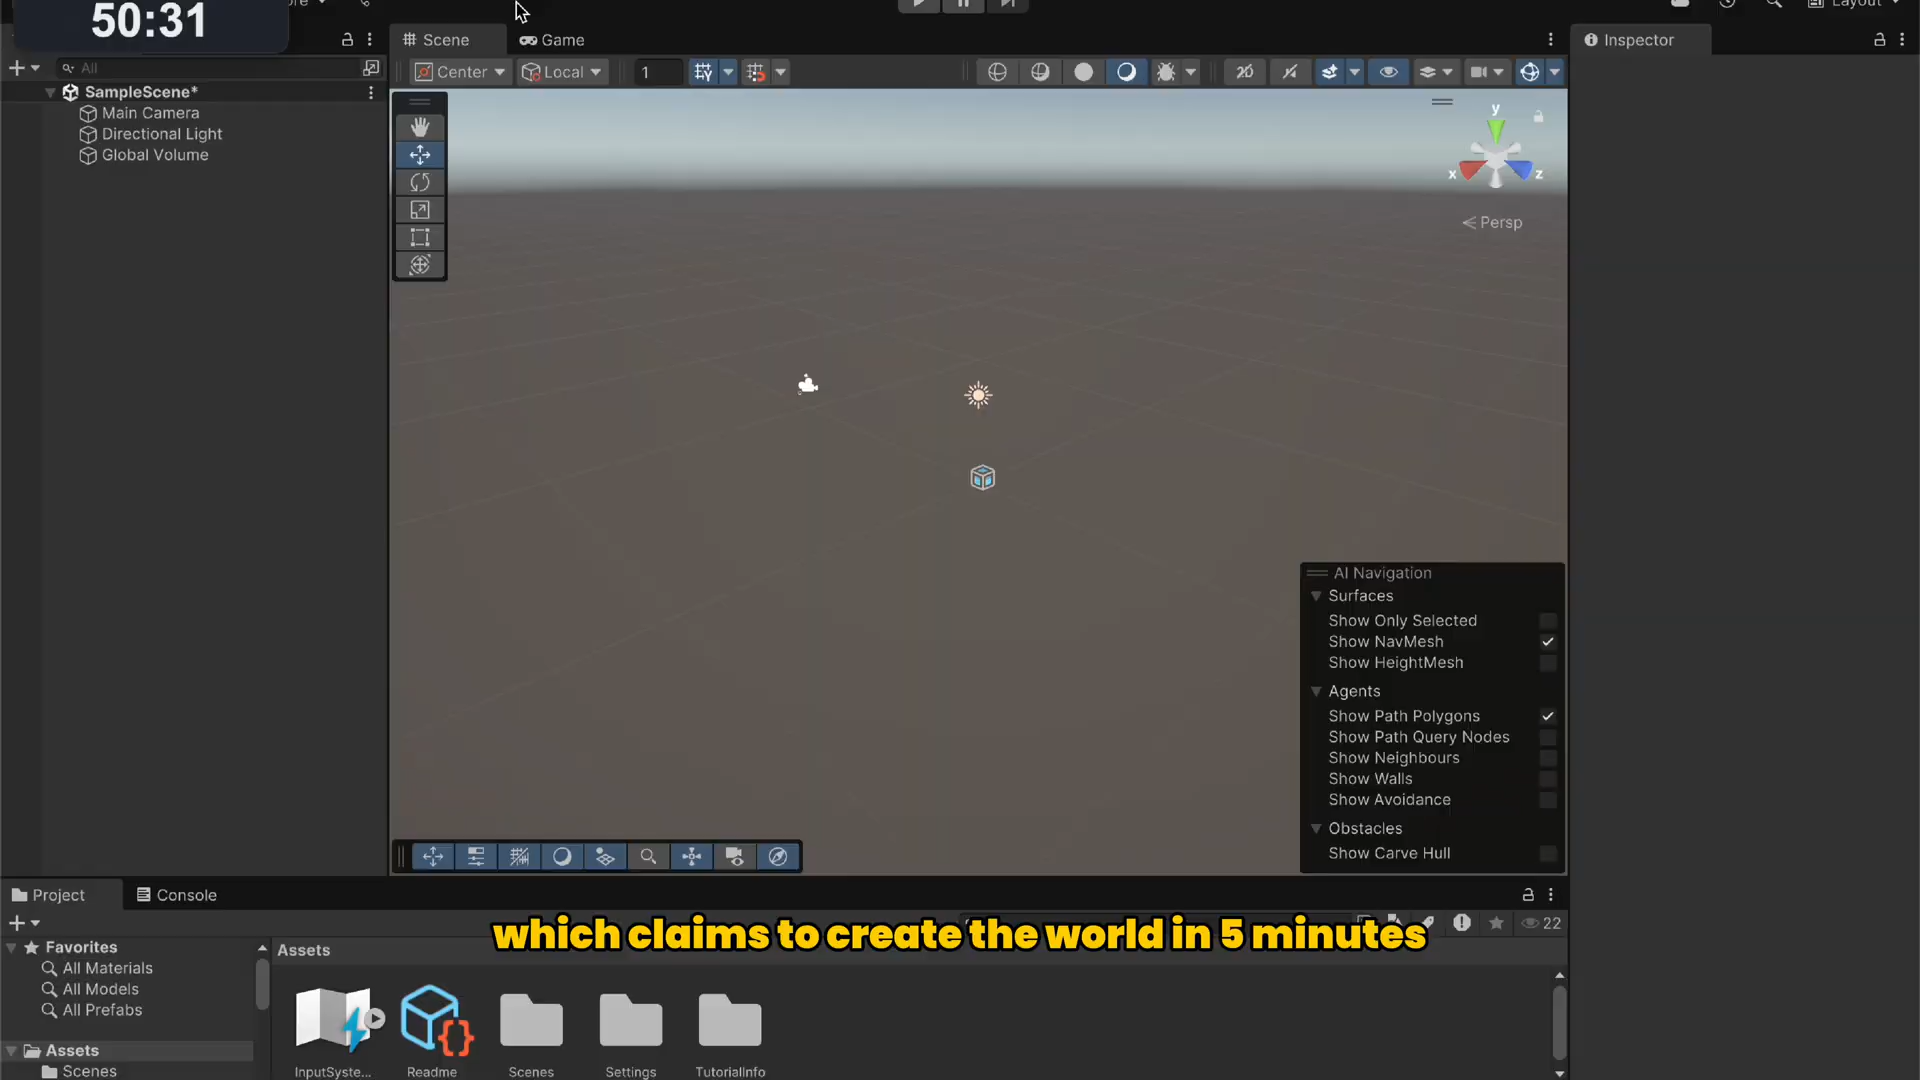 50:31
Layout
Scene
Game
Inspector
All
Center
Local
1
2D
SampleScene*
Main Camera
Directional Light
Global Volume
y
x
z
Persp
AI Navigation
Surfaces
Show Only Selected
Show NavMesh
Show HeightMesh
Agents
Show Path Polygons
Show Path Query Nodes
Show Neighbours
Show Walls
Show Avoidance
Obstacles
Show Carve Hull
Project
Console
which claims to create the world in 5 minutes
22
Favorites
All Materials
All Models
All Prefabs
Assets
Scenes
Assets
InputSyste...
Readme
Scenes
Settings
TutorialInfo